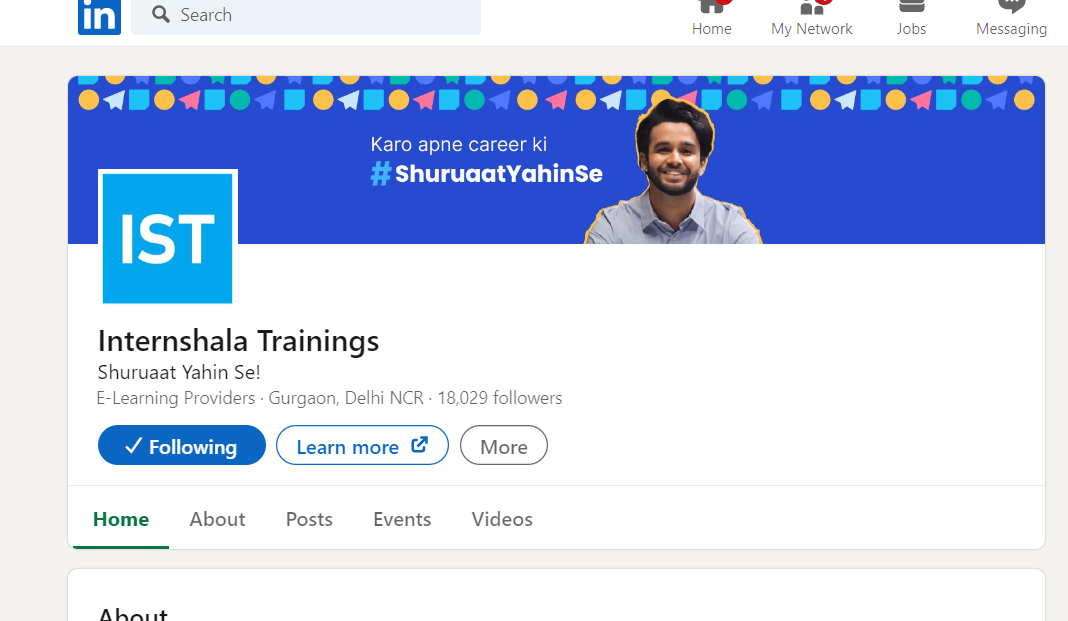 in
Search
Home
My Network
Jobs
Messaging
Karo apne career ki
#ShuruaatYahinSe
IST
Internshala Trainings
Shuruaat Yahin Se!
E-Learning Providers · Gurgaon, Delhi NCR · 18,029 followers
Following
Learn more
More
Home
About
Posts
Events
Videos
About